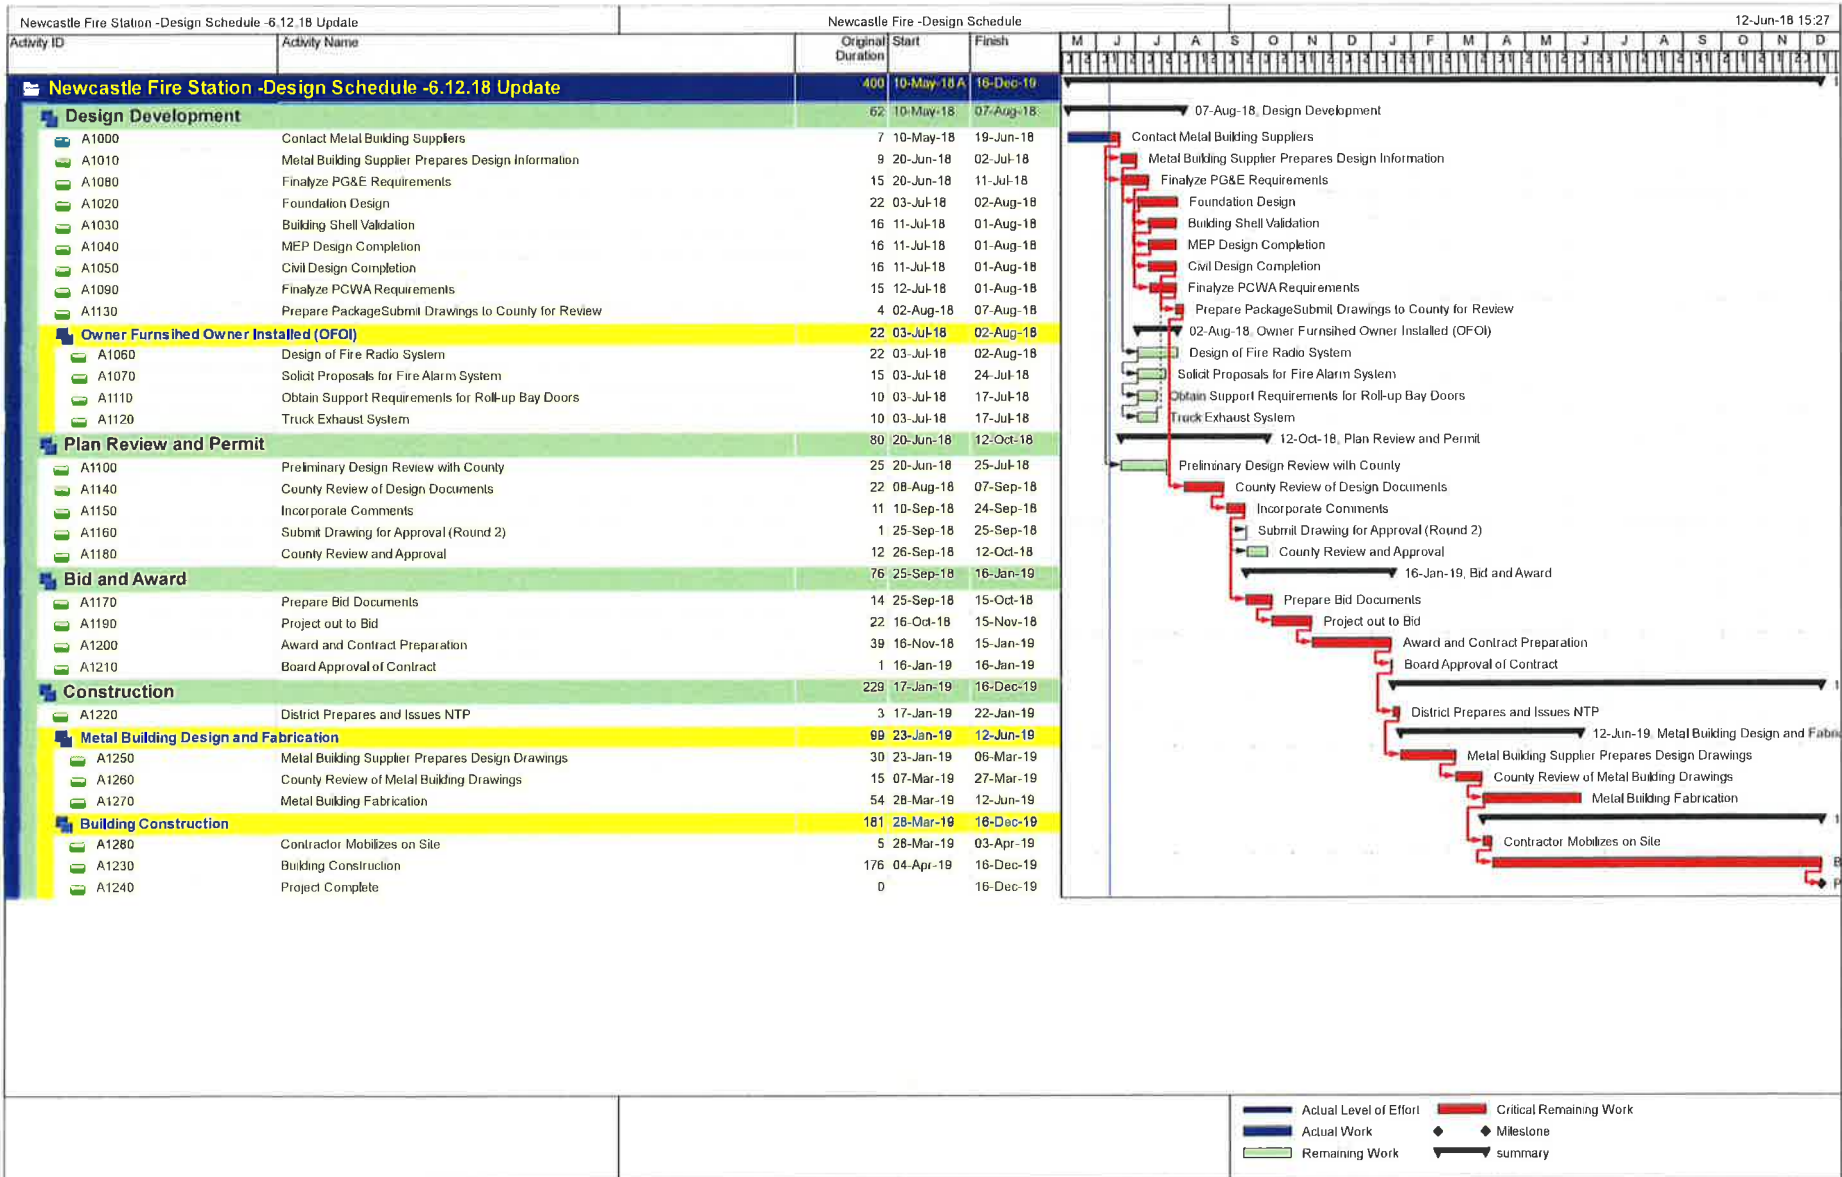 Newcastle Fire Station -Design Schedule -6.12.18 Update
Newcastle Fire -Design Schedule
12-Jun-18 15:27
Activity ID Activity Name Original Duration Start Finish
M J J A S O N D J F M A M J J A S O N D
Newcastle Fire Station -Design Schedule -6.12.18 Update 400 10-May-18 A 16-Dec-19
Design Development 62 10-May-18 07-Aug-18 07-Aug-18, Design Development
A1000 Contact Metal Building Suppliers 7 10-May-18 19-Jun-18 Contact Metal Building Suppliers
A1010 Metal Building Supplier Prepares Design Information 9 20-Jun-18 02-Jul-18 Metal Building Supplier Prepares Design Information
A1080 Finalyze PG&E Requirements 15 20-Jun-18 11-Jul-18 Finalyze PG&E Requirements
A1020 Foundation Design 22 03-Jul-18 02-Aug-18 Foundation Design
A1030 Building Shell Validation 16 11-Jul-18 01-Aug-18 Building Shell Validation
A1040 MEP Design Completion 16 11-Jul-18 01-Aug-18 MEP Design Completion
A1050 Civil Design Completion 16 11-Jul-18 01-Aug-18 Civil Design Completion
A1090 Finalyze PCWA Requirements 15 12-Jul-18 01-Aug-18 Finalyze PCWA Requirements
A1130 Prepare PackageSubmit Drawings to County for Review 4 02-Aug-18 07-Aug-18 Prepare PackageSubmil Drawings to County for Review
Owner Furnsihed Owner Installed (OFOI) 22 03-Jul-18 02-Aug-18 02-Aug-18, Owner Furnsihed Owner Installed (OFOI)
A1060 Design of Fire Radio System 22 03-Jul-18 02-Aug-18 Design of Fire Radio System
A1070 Solicit Proposals for Fire Alarm System 15 03-Jul-18 24-Jul-18 Solicit Proposals for Fire Alarm System
A1110 Obtain Support Requirements for Roll-up Bay Doors 10 03-Jul-18 17-Jul-18 Obtain Support Requirements for Roll-up Bay Doors
A1120 Truck Exhaust System 10 03-Jul-18 17-Jul-18 Truck Exhaust System
Plan Review and Permit 80 20-Jun-18 12-Oct-18 12-Oct-18, Plan Review and Permit
A1100 Preliminary Design Review with County 25 20-Jun-18 25-Jul-18 Preliminary Design Review with County
A1140 County Review of Design Documents 22 08-Aug-18 07-Sep-18 County Review of Design Documents
A1150 Incorporate Comments 11 10-Sep-18 24-Sep-18 Incorporate Comments
A1160 Submit Drawing for Approval (Round 2) 1 25-Sep-18 25-Sep-18 Submit Drawing for Approval (Round 2)
A1180 County Review and Approval 12 26-Sep-18 12-Oct-18 County Review and Approval
Bid and Award 76 25-Sep-18 16-Jan-19 16-Jan-19, Bid and Award
A1170 Prepare Bid Documents 14 25-Sep-18 15-Oct-18 Prepare Bid Documents
A1190 Project out to Bid 22 16-Oct-18 15-Nov-18 Project out to Bid
A1200 Award and Contract Preparation 39 16-Nov-18 15-Jan-19 Award and Contract Preparation
A1210 Board Approval of Contract 1 16-Jan-19 16-Jan-19 Board Approval of Contract
Construction 229 17-Jan-19 16-Dec-19 1
A1220 District Prepares and Issues NTP 3 17-Jan-19 22-Jan-19 District Prepares and Issues NTP
Metal Building Design and Fabrication 99 23-Jan-19 12-Jun-19 12-Jun-19, Metal Building Design and Fabri
A1250 Metal Building Supplier Prepares Design Drawings 30 23-Jan-19 06-Mar-19 Metal Building Supplier Prepares Design Drawings
A1260 County Review of Metal Building Drawings 15 07-Mar-19 27-Mar-19 County Review of Metal Building Drawings
A1270 Metal Building Fabrication 54 28-Mar-19 12-Jun-19 Metal Building Fabrication
Building Construction 181 28-Mar-19 16-Dec-19 1
A1280 Contractor Mobilizes on Site 5 28-Mar-19 03-Apr-19 Contractor Mobilizes on Site
A1230 Building Construction 176 04-Apr-19 16-Dec-19 B
A1240 Project Complete 0 16-Dec-19 P
Actual Level of Effort Critical Remaining Work
Actual Work Milestone
Remaining Work summary